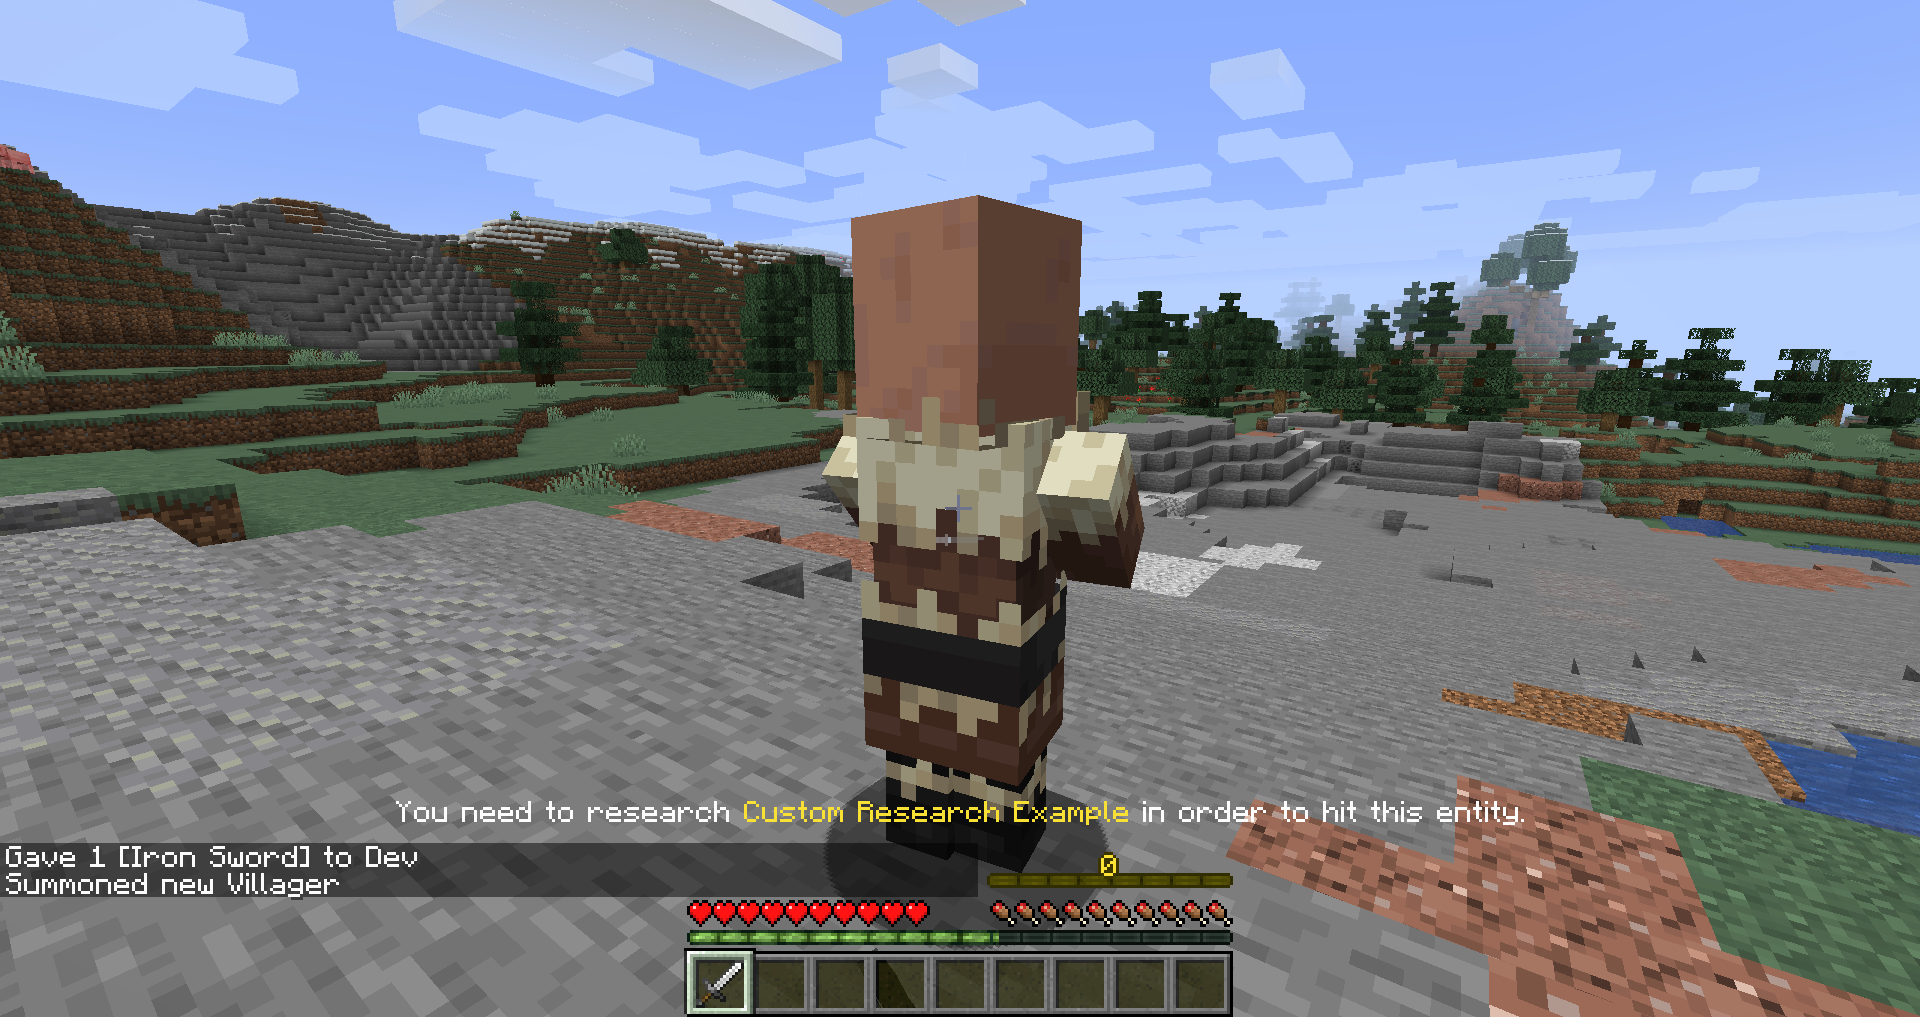 You need to research Custom Research Example in order to hit this entity.
Gave 1 [Iron Sword] to Dev
Summoned new Villager
0